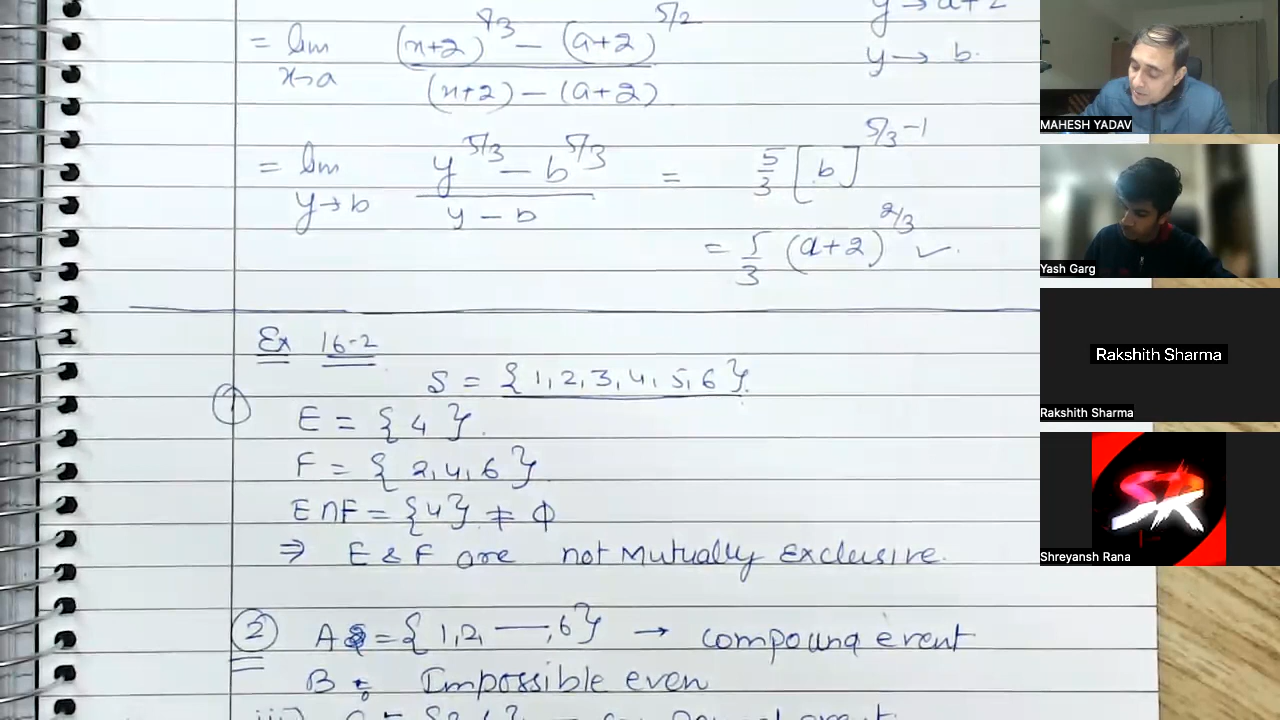 y → a+2
= lim (x+2)^5/3 − (a+2)^5/2
x→a (x+2) − (a+2)
y → b.
= lim y^5/3 − b^5/3 = 5/3 [b]^5/3−1
y→b y − b
= 5/3 (a+2)^2/3 ✓.
Ex 16-2
S = { 1, 2, 3, 4, 5, 6 }.
① E = { 4 }.
F = { 2, 4, 6 }
E∩F = {4} ≠ ϕ
⇒ E & F are not Mutually Exclusive.
② A = { 1, 2, —, 6 } → compound event
B = Impossible even
MAHESH YADAV
Yash Garg
Rakshith Sharma
Rakshith Sharma
SR
Shreyansh Rana